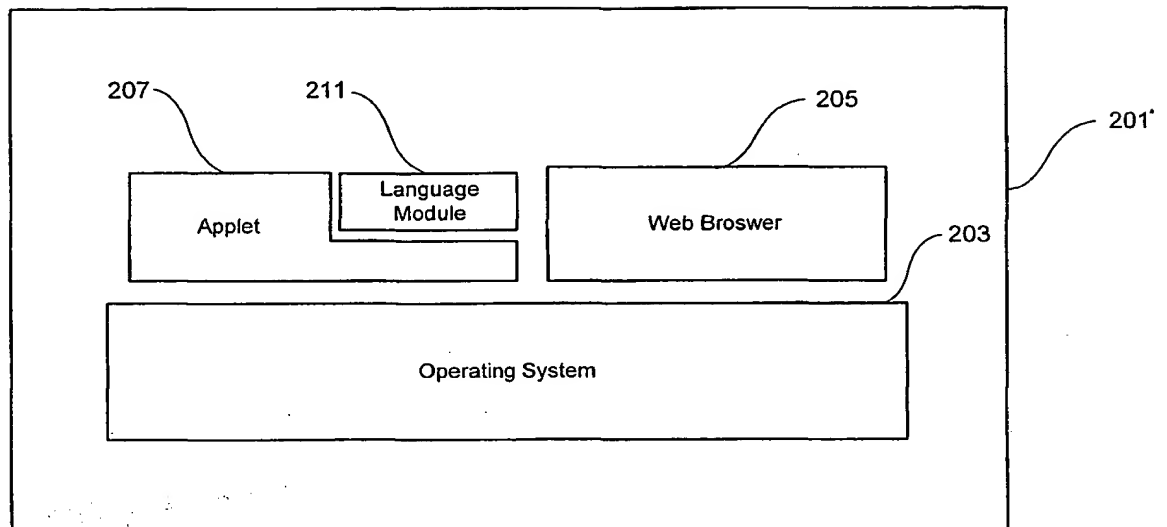 207
211
205
201
Language
Module
Applet
Web Broswer
203
Operating System